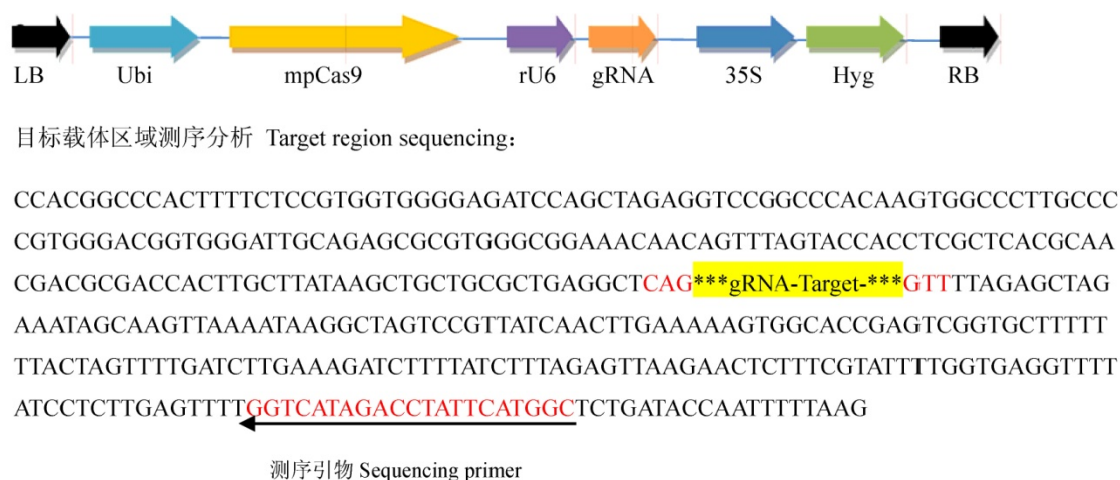 LB Ubi mpCas9 rU6 gRNA 35S Hyg RB
目标载体区域测序分析 Target region sequencing:
CCACGGCCCACTTTTCTCCGTGGTGGGGAGATCCAGCTAGAGGTCCGGCCCACAAGTGGCCCTTGCCC
CGTGGGACGGTGGGATTGCAGAGCGCGTGGGCGGAAACAACAGTTTAGTACCACCTCGCTCACGCAA
CGACGCGACCACTTGCTTATAAGCTGCTGCGCTGAGGCTCAG***gRNA-Target-***GTTTTAGAGCTAG
AAATAGCAAGTTAAAATAAGGCTAGTCCGTTATCAACTTGAAAAAGTGGCACCGAGTCGGTGCTTTTT
TTACTAGTTTTGATCTTGAAAGATCTTTTATCTTTAGAGTTAAGAACTCTTTCGTATTTTGGTGAGGTTTT
ATCCTCTTGAGTTTTGGTCATAGACCTATTCATGGCTCTGATACCAATTTTTAAG
测序引物 Sequencing primer